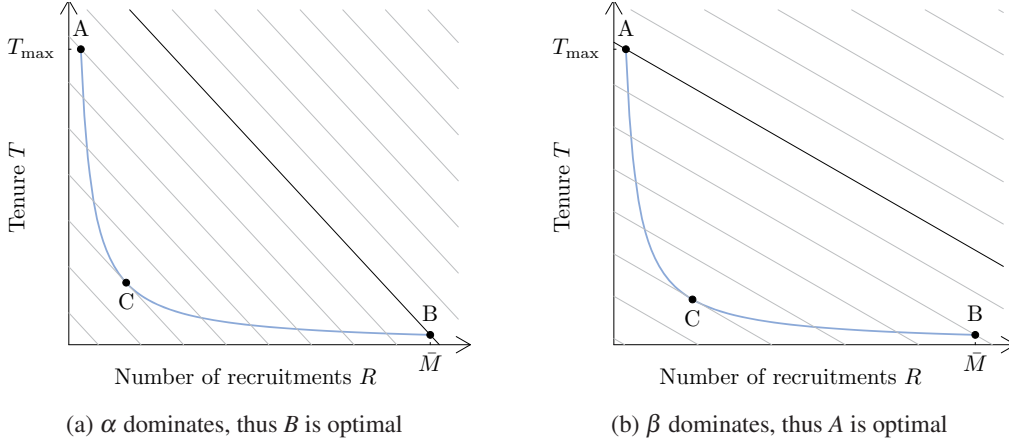 A
T_max
Tenure T
C
B
M̄
Number of recruitments R
(a) α dominates, thus B is optimal
A
T_max
Tenure T
C
B
M̄
Number of recruitments R
(b) β dominates, thus A is optimal